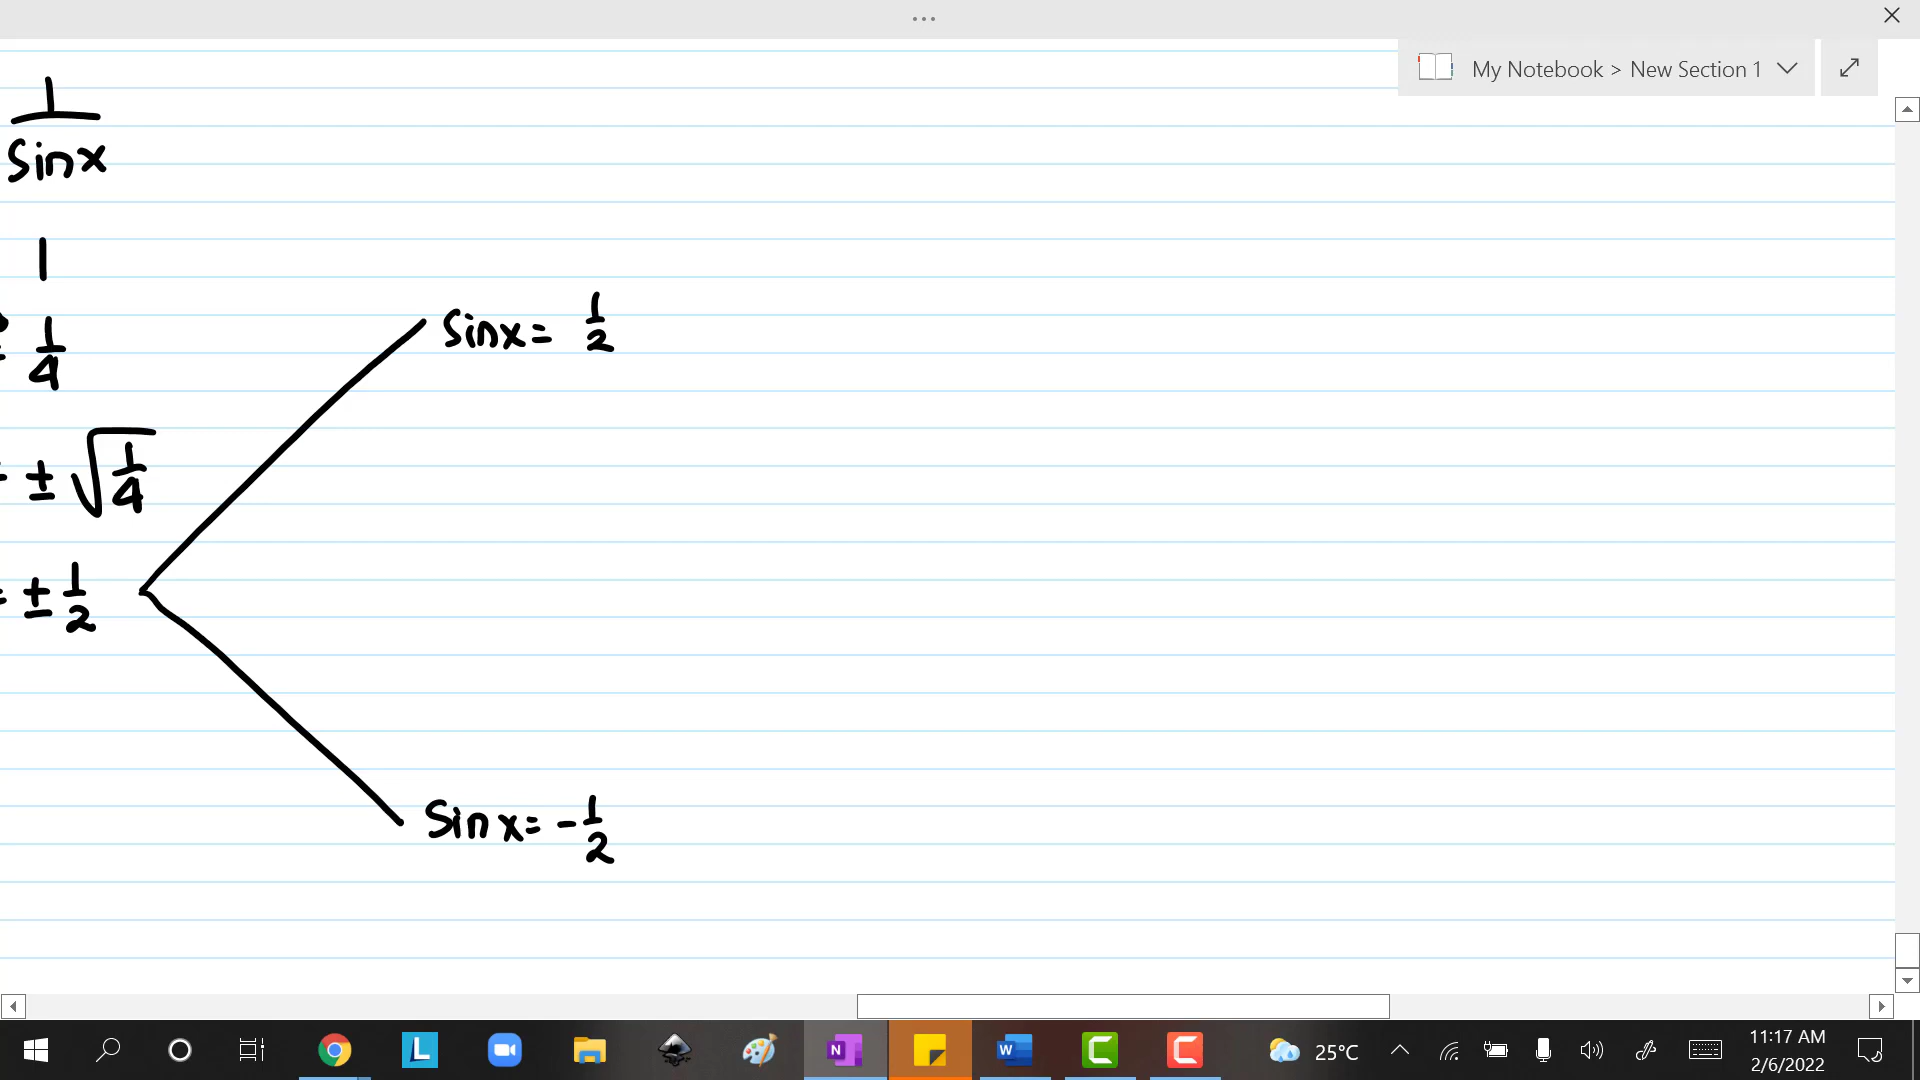 My Notebook > New Section 1
1
sinx
1
1
4
sinx = 1/2
± √1/4
= ± 1/2
sinx = -1/2
25°C
11:17 AM
2/6/2022